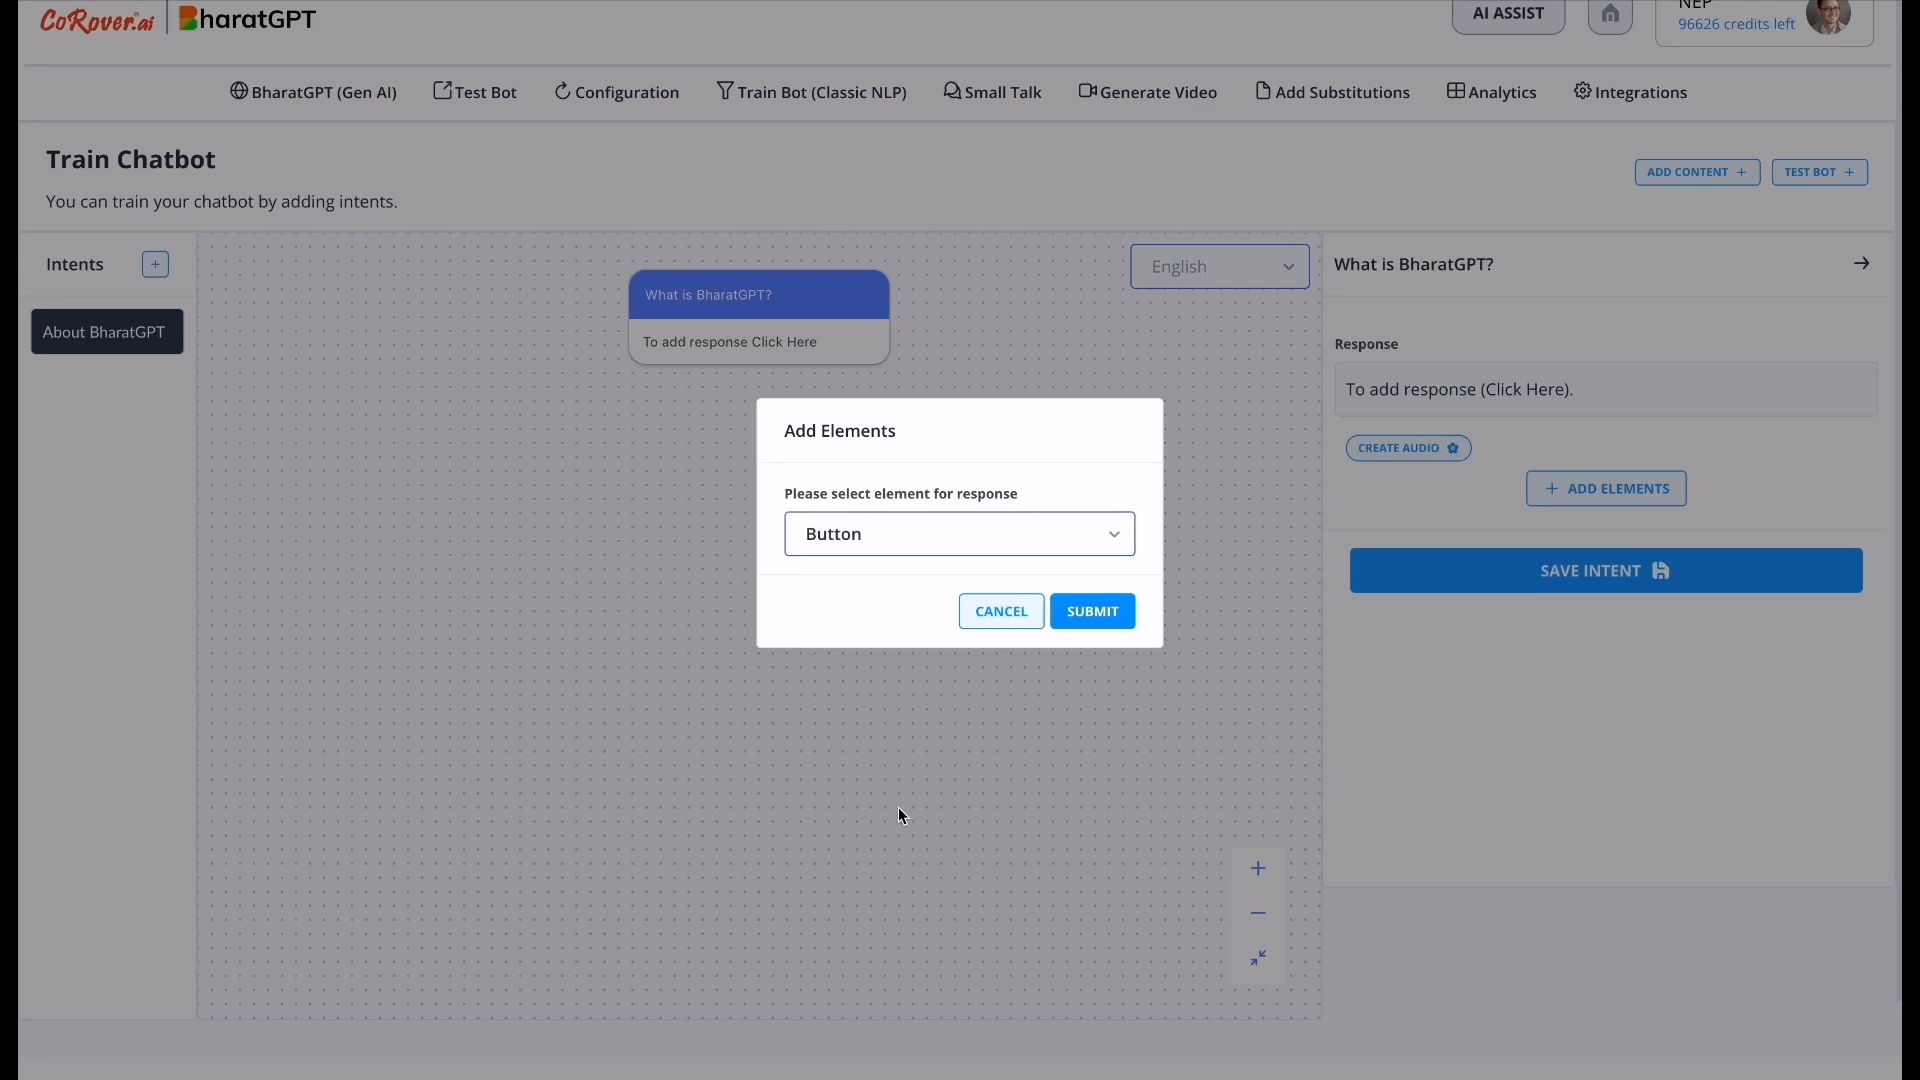 CoRover.ai BharatGPT
AI ASSIST
NEP
96626 credits left
BharatGPT (Gen AI) Test Bot Configuration Train Bot (Classic NLP) Small Talk Generate Video Add Substitutions Analytics Integrations
Train Chatbot
You can train your chatbot by adding intents.
ADD CONTENT + TEST BOT +
Intents +
About BharatGPT
What is BharatGPT?
To add response Click Here
English
Add Elements
Please select element for response
Button
CANCEL SUBMIT
What is BharatGPT?
Response
To add response (Click Here).
CREATE AUDIO
+ ADD ELEMENTS
SAVE INTENT